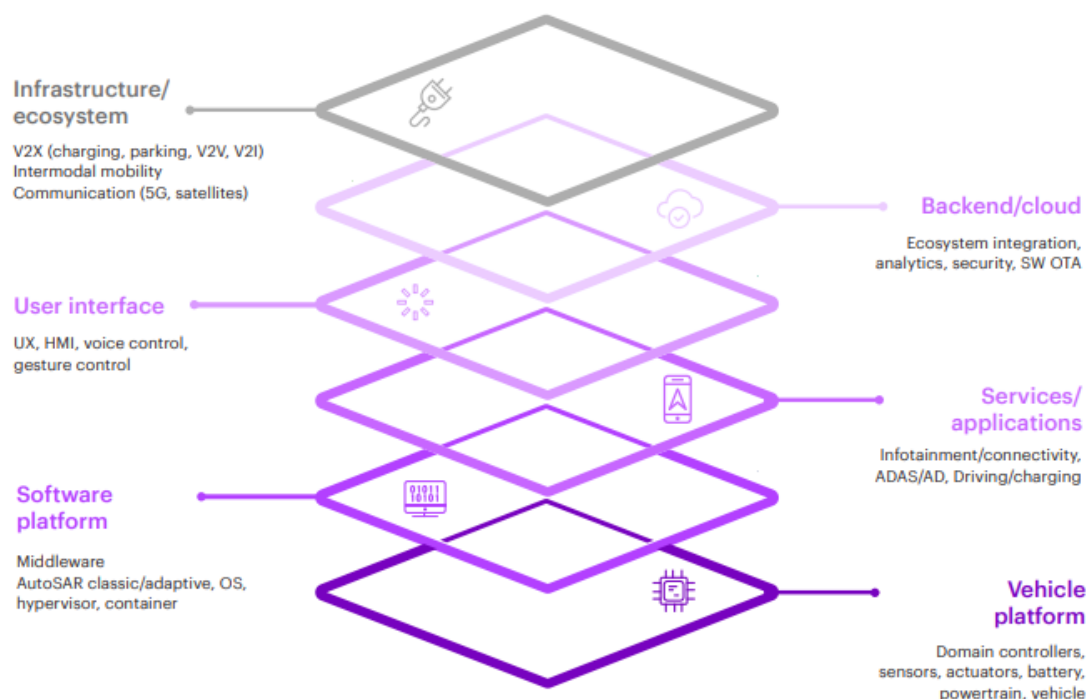 Infrastructure/
ecosystem
V2X (charging, parking, V2V, V2I)
Intermodal mobility
Communication (5G, satellites)
Backend/cloud
Ecosystem integration,
analytics, security, SW OTA
User interface
UX, HMI, voice control,
gesture control
Services/
applications
Infotainment/connectivity,
ADAS/AD, Driving/charging
Software
platform
Middleware
AutoSAR classic/adaptive, OS,
hypervisor, container
01011
10101
Vehicle
platform
Domain controllers,
sensors, actuators, battery,
powertrain, vehicle